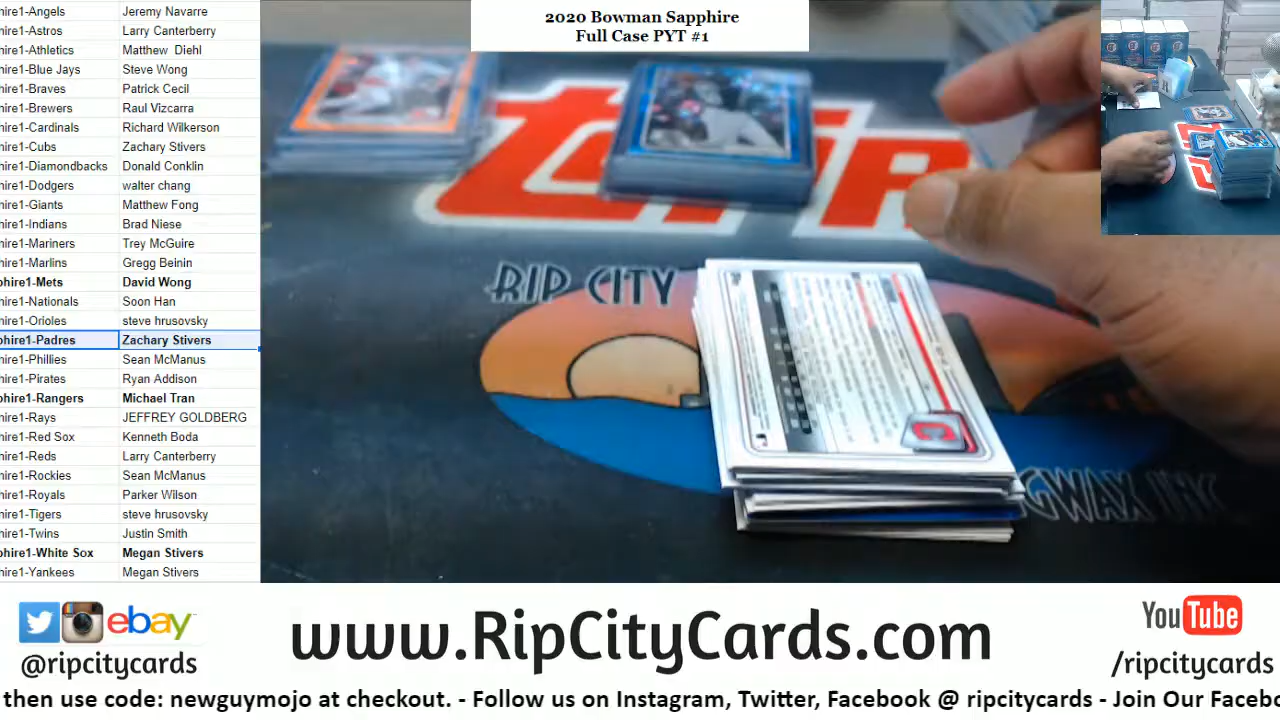 2020 Bowman Sapphire
Full Case PYT #1
hire1-Angels Jeremy Navarre
hire1-Astros Larry Canterberry
hire1-Athletics Matthew Diehl
hire1-Blue Jays Steve Wong
hire1-Braves Patrick Cecil
hire1-Brewers Raul Vizcarra
hire1-Cardinals Richard Wilkerson
hire1-Cubs Zachary Stivers
hire1-Diamondbacks Donald Conklin
hire1-Dodgers walter chang
hire1-Giants Matthew Fong
hire1-Indians Brad Niese
hire1-Mariners Trey McGuire
hire1-Marlins Gregg Beinin
phire1-Mets David Wong
hire1-Nationals Soon Han
hire1-Orioles steve hrusovsky
phire1-Padres Zachary Stivers
hire1-Phillies Sean McManus
hire1-Pirates Ryan Addison
phire1-Rangers Michael Tran
hire1-Rays JEFFREY GOLDBERG
hire1-Red Sox Kenneth Boda
hire1-Reds Larry Canterberry
hire1-Rockies Sean McManus
hire1-Royals Parker Wilson
hire1-Tigers steve hrusovsky
hire1-Twins Justin Smith
phire1-White Sox Megan Stivers
hire1-Yankees Megan Stivers
RIP CITY
GWAX INC
C
ebay
@ripcitycards
www.RipCityCards.com
YouTube
/ripcitycards
then use code: newguymojo at checkout. - Follow us on Instagram, Twitter, Facebook @ ripcitycards - Join Our Facebo